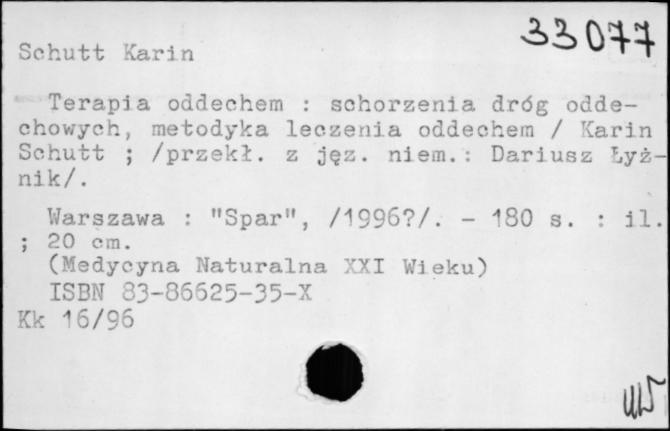 33077
Schutt Karin
Terapia oddechem : schorzenia dróg odde-
chowych, metodyka leczenia oddechem / Karin
Schutt ; /przekł. z jęz. niem.: Dariusz Łyż-
nik/.
Warszawa : "Spar", /1996?/. - 180 s. : il.
; 20 cm.
(Medycyna Naturalna XXI Wieku)
ISBN 83-86625-35-X
Kk 16/96